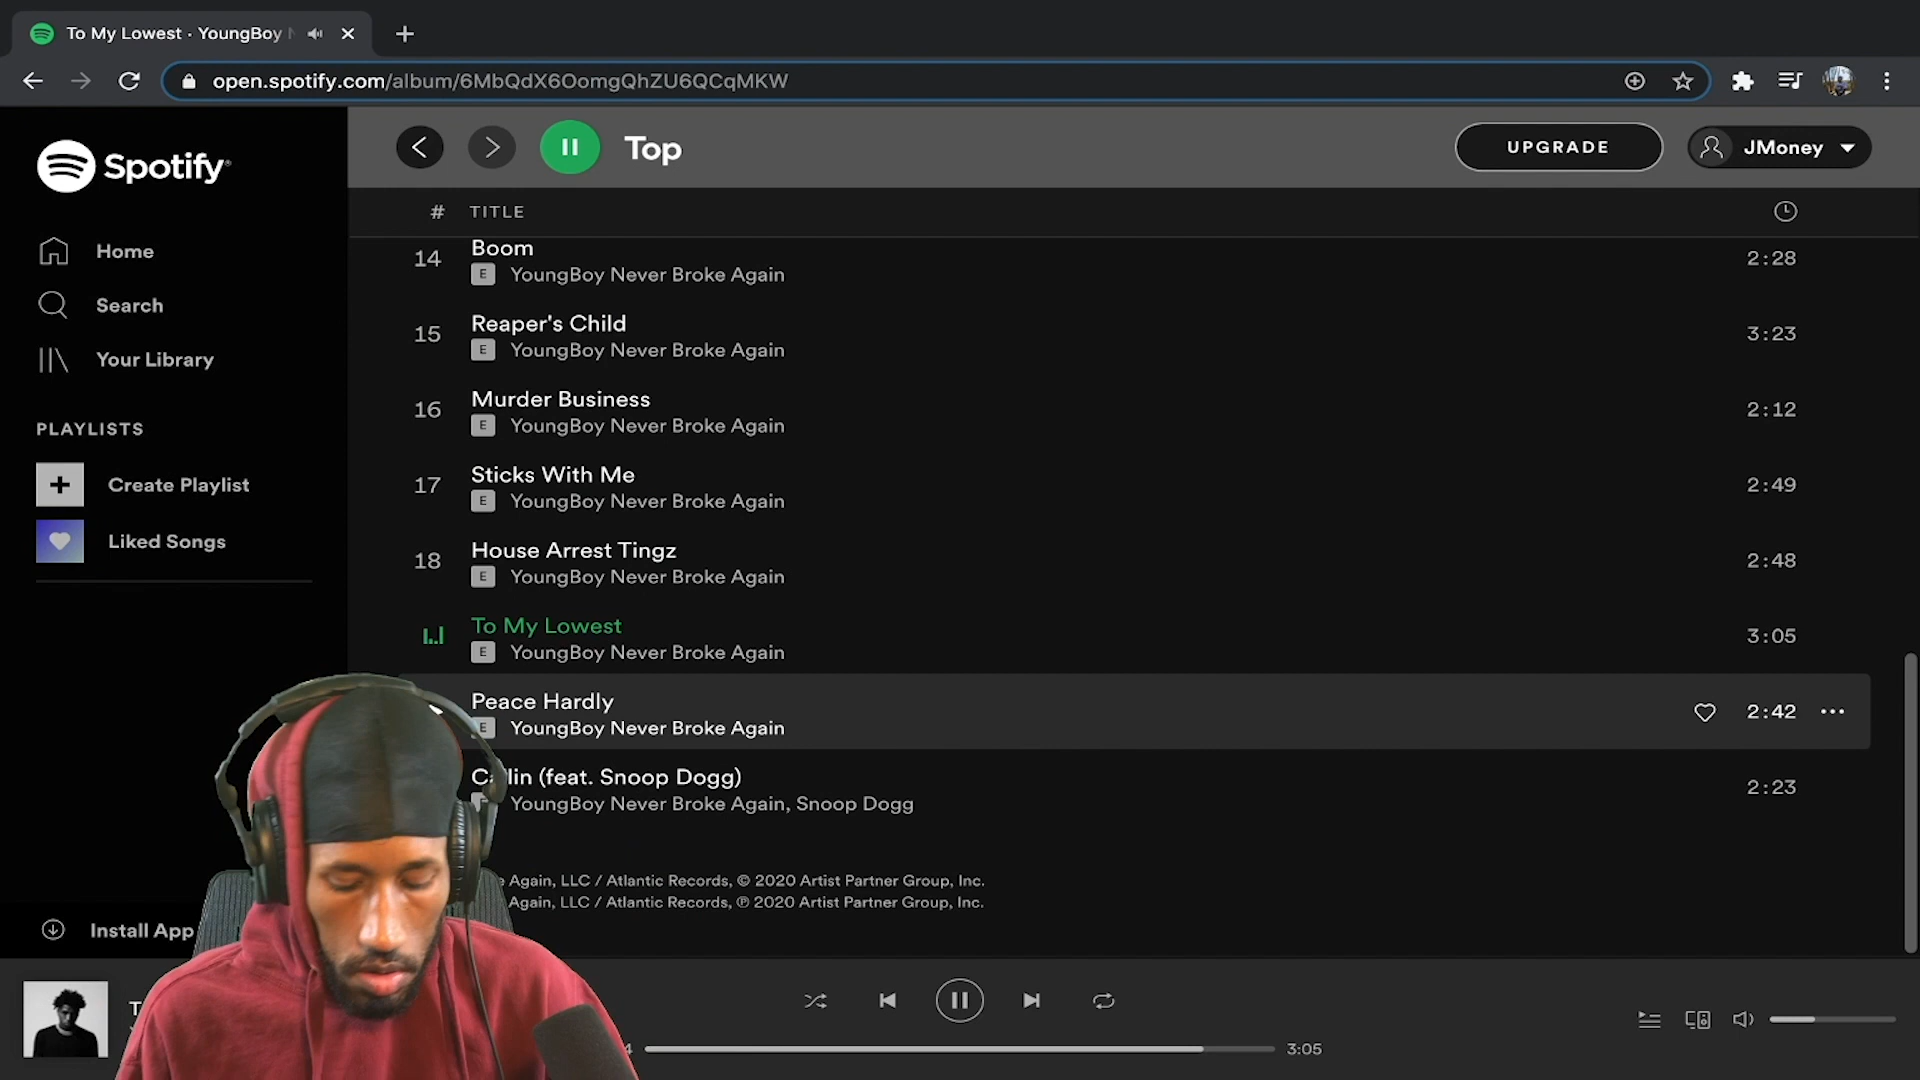 To My Lowest · YoungBoy
open.spotify.com/album/6MbQdX6OomgQhZU6QCqMKW
Spotify
Top
UPGRADE
JMoney
Home
Search
Your Library
PLAYLISTS
Create Playlist
Liked Songs
Install App
# TITLE
14 Boom 2:28
E YoungBoy Never Broke Again
15 Reaper's Child 3:23
E YoungBoy Never Broke Again
16 Murder Business 2:12
E YoungBoy Never Broke Again
17 Sticks With Me 2:49
E YoungBoy Never Broke Again
18 House Arrest Tingz 2:48
E YoungBoy Never Broke Again
To My Lowest 3:05
E YoungBoy Never Broke Again
Peace Hardly 2:42
E YoungBoy Never Broke Again
(feat. Snoop Dogg) 2:23
YoungBoy Never Broke Again, Snoop Dogg
Again, LLC / Atlantic Records, © 2020 Artist Partner Group, Inc.
Again, LLC / Atlantic Records, ℗ 2020 Artist Partner Group, Inc.
3:05